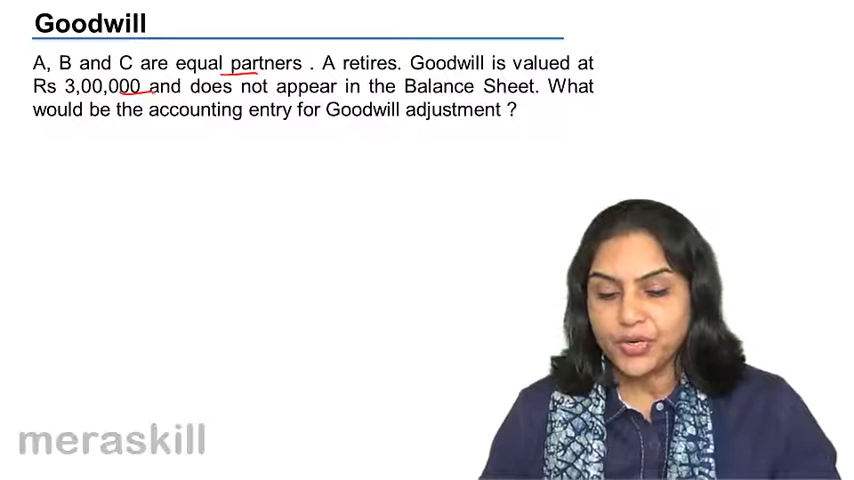 Goodwill
A, B and C are equal partners . A retires. Goodwill is valued at
Rs 3,00,000 and does not appear in the Balance Sheet. What
would be the accounting entry for Goodwill adjustment ?
meraskill